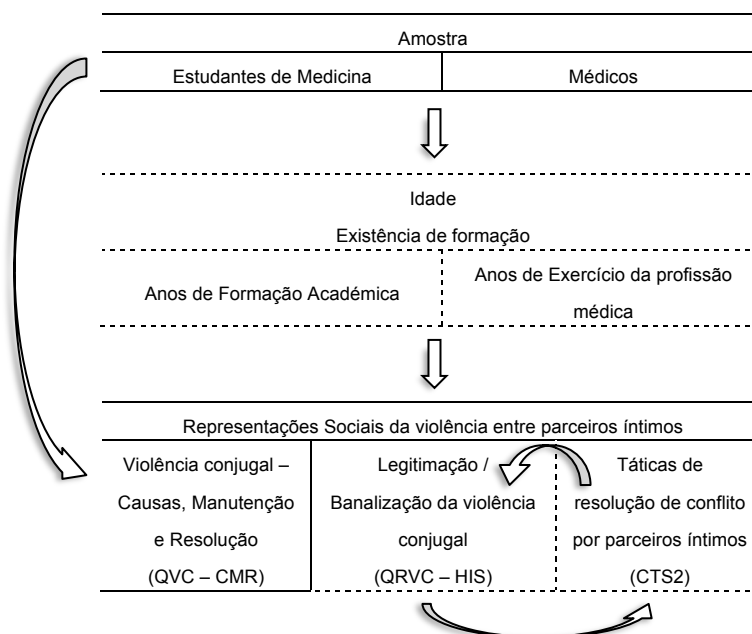 Amostra
Estudantes de Medicina
Médicos
Idade
Existência de formação
Anos de Formação Académica
Anos de Exercício da profissão
médica
Representações Sociais da violência entre parceiros íntimos
Violência conjugal –
Causas, Manutenção
e Resolução
(QVC – CMR)
Legitimação /
Banalização da violência
conjugal
(QRVC – HIS)
Táticas de
resolução de conflito
por parceiros íntimos
(CTS2)